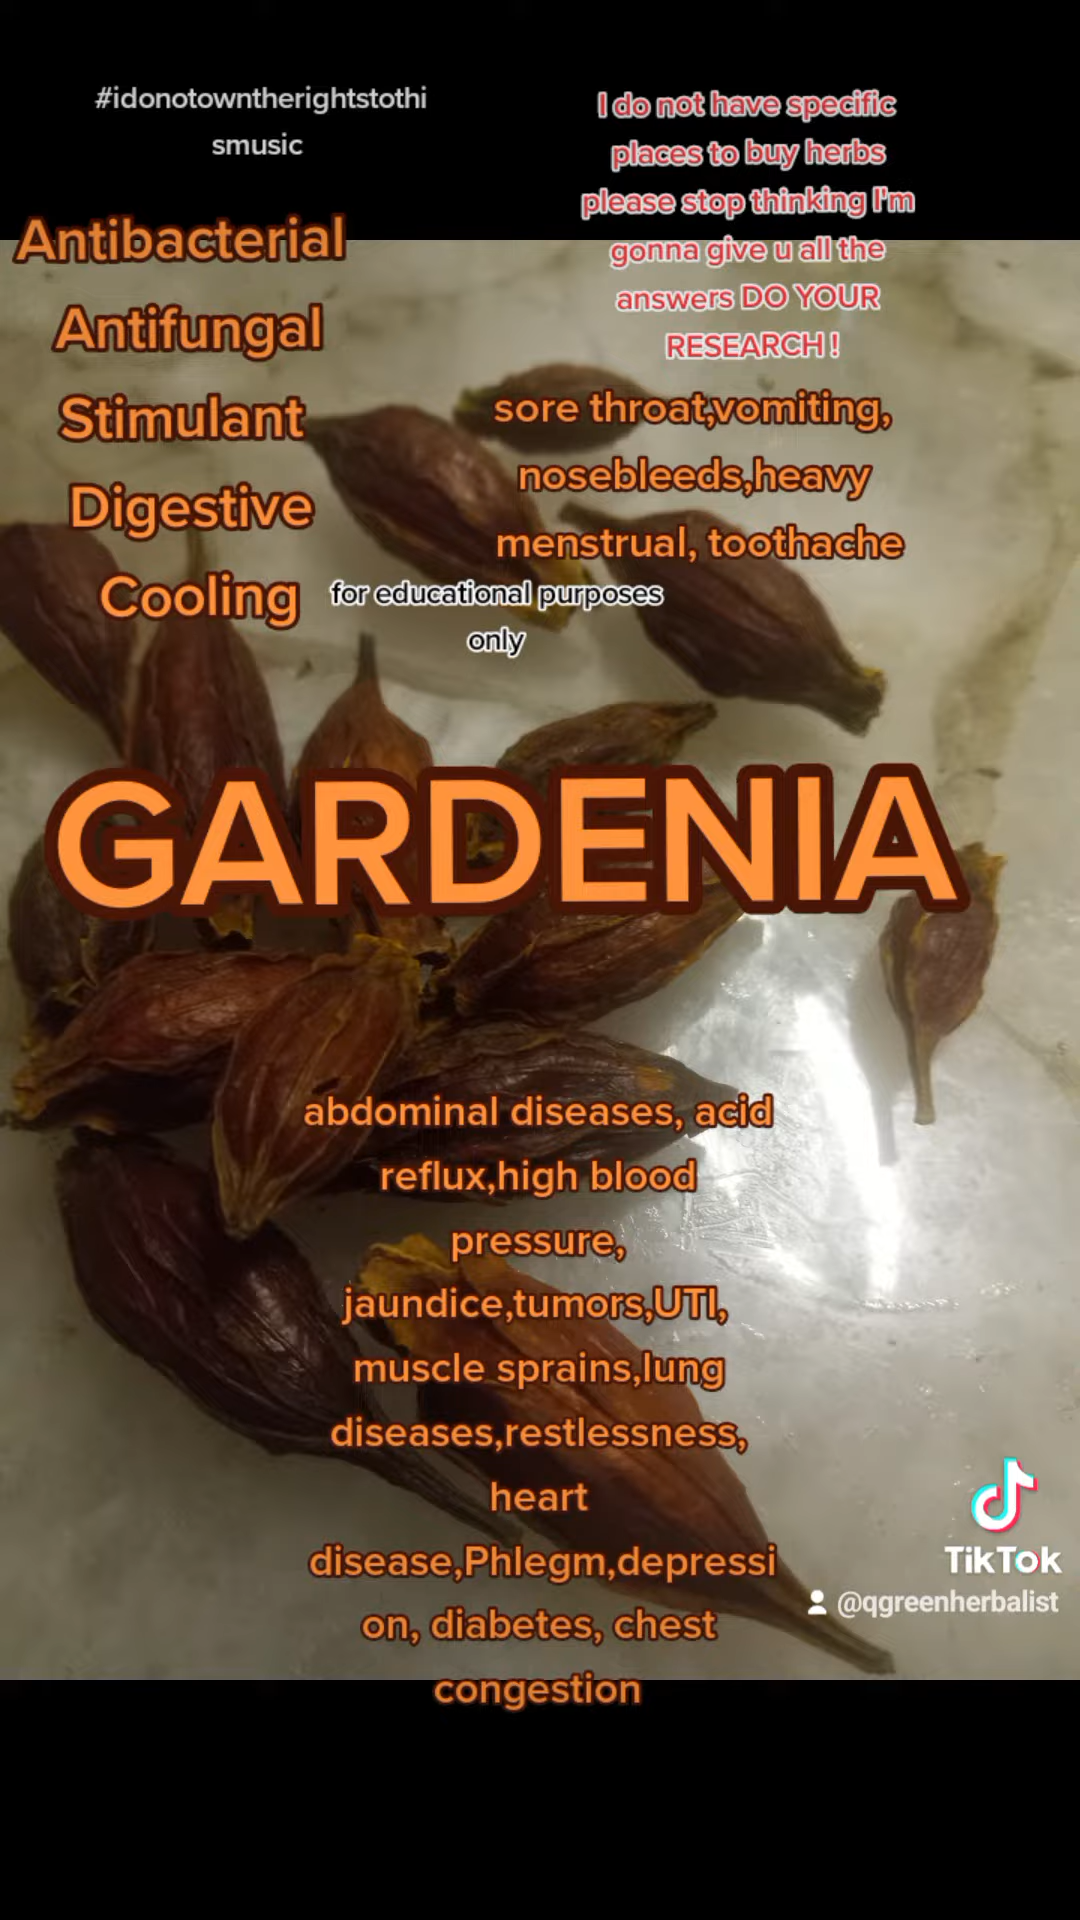 #idonotowntherightstothi
smusic
I do not have specific
places to buy herbs
please stop thinking I'm
gonna give u all the
answers DO YOUR
RESEARCH !
Antibacterial
Antifungal
Stimulant
Digestive
Cooling
sore throat,vomiting,
nosebleeds,heavy
menstrual, toothache
for educational purposes
only
GARDENIA
abdominal diseases, acid
reflux,high blood
pressure,
jaundice,tumors,UTI,
muscle sprains,lung
diseases,restlessness,
heart
disease,Phlegm,depressi
on, diabetes, chest
congestion
TikTok
@qgreenherbalist